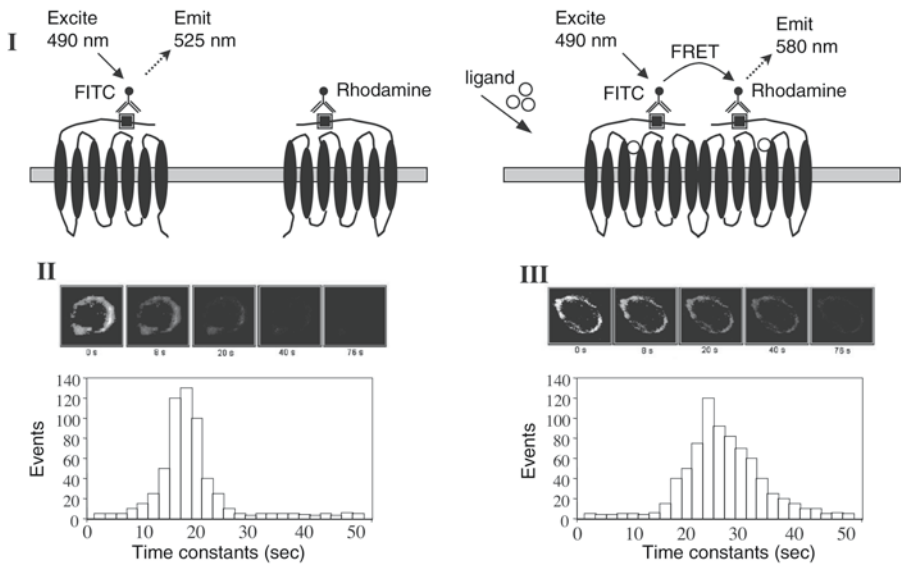 I
Excite
490 nm
Emit
525 nm
FITC
Rhodamine
ligand
Excite
490 nm
FRET
Emit
580 nm
FITC
Rhodamine
II
0 s
8 s
20 s
40 s
75 s
III
0 s
8 s
20 s
40 s
75 s
Events
140
120
100
80
60
40
20
0
0 10 20 30 40 50
Time constants (sec)
Events
140
120
100
80
60
40
20
0
0 10 20 30 40 50
Time constants (sec)